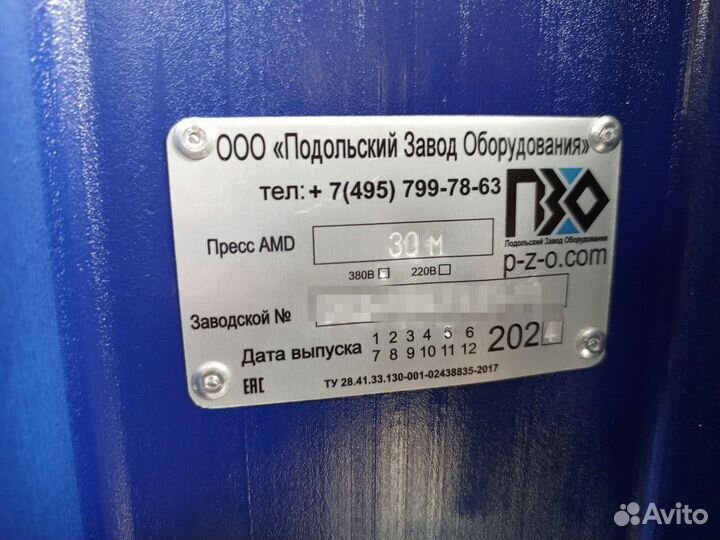 ООО «Подольский Завод Оборудования»
тел: + 7(495) 799-78-63
ПЗО
Подольский Завод Оборудования
p-z-o.com
Пресс AMD 30 М
380В 220В
Заводской №
Дата выпуска 1 2 3 4 5 6
7 8 9 10 11 12
2024
ЕАС
ТУ 28.41.33.130-001-02438835-2017
Avito